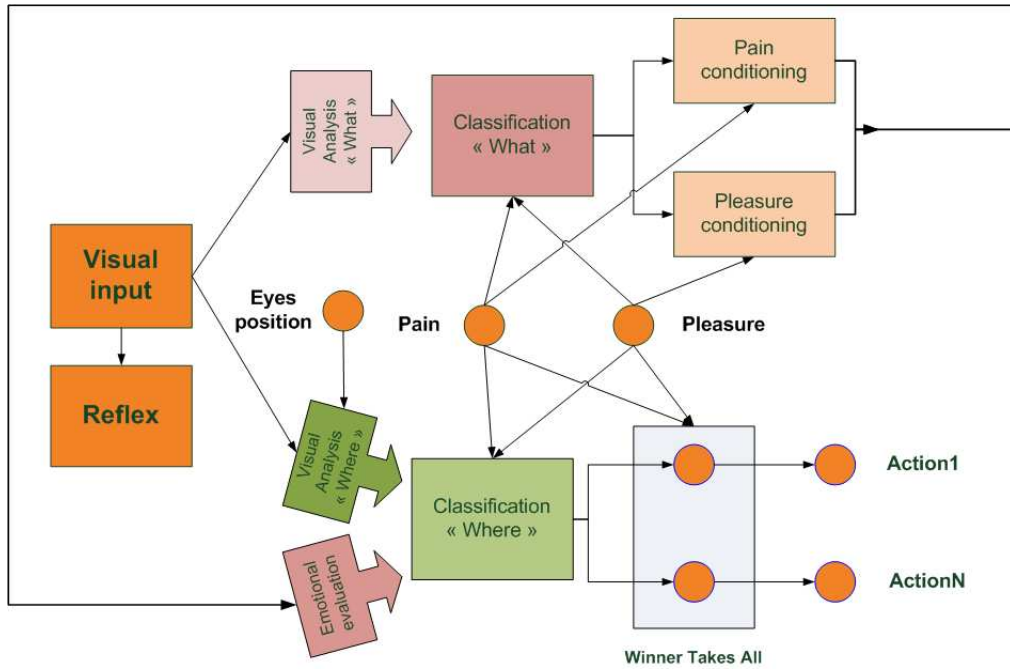 Pain
conditioning
Visual
Analysis
« What »
Classification
« What »
Pleasure
conditioning
Visual
input
Eyes
position
Pain
Pleasure
Reflex
Visual
Analysis
« Where »
Classification
« Where »
Action1
Emotional
evaluation
ActionN
Winner Takes All